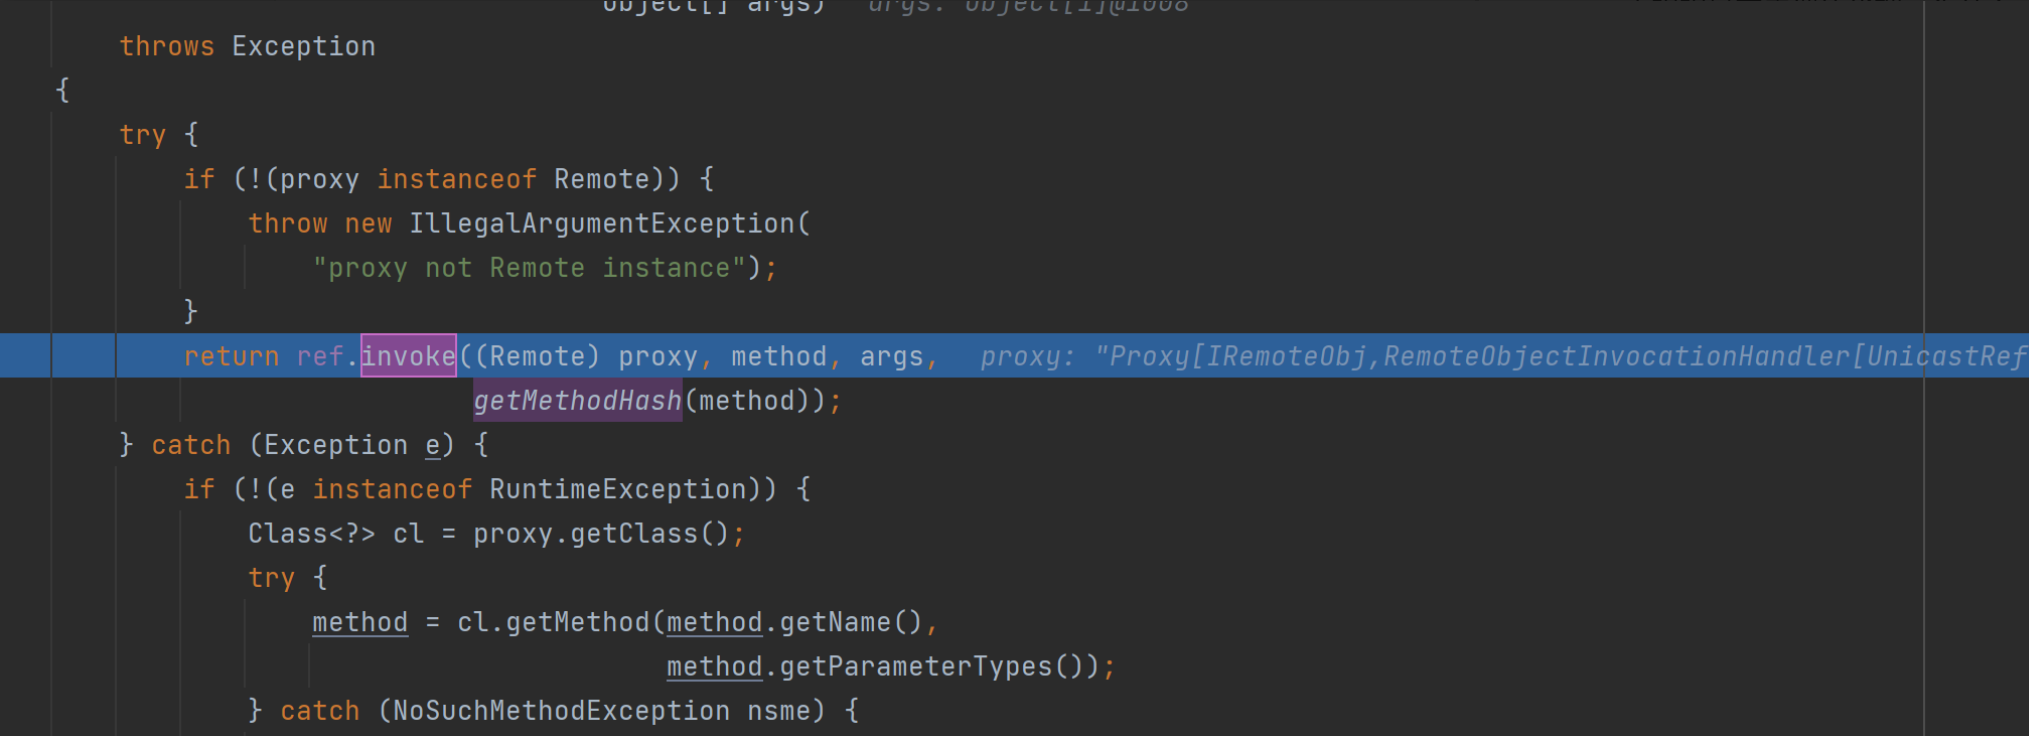 Object[] args)   args: Object[1]@1008
throws Exception
{
try {
if (!(proxy instanceof Remote)) {
throw new IllegalArgumentException(
"proxy not Remote instance");
}
return ref.invoke((Remote) proxy, method, args,   proxy: "Proxy[IRemoteObj,RemoteObjectInvocationHandler[UnicastRef
getMethodHash(method));
} catch (Exception e) {
if (!(e instanceof RuntimeException)) {
Class<?> cl = proxy.getClass();
try {
method = cl.getMethod(method.getName(),
method.getParameterTypes());
} catch (NoSuchMethodException nsme) {